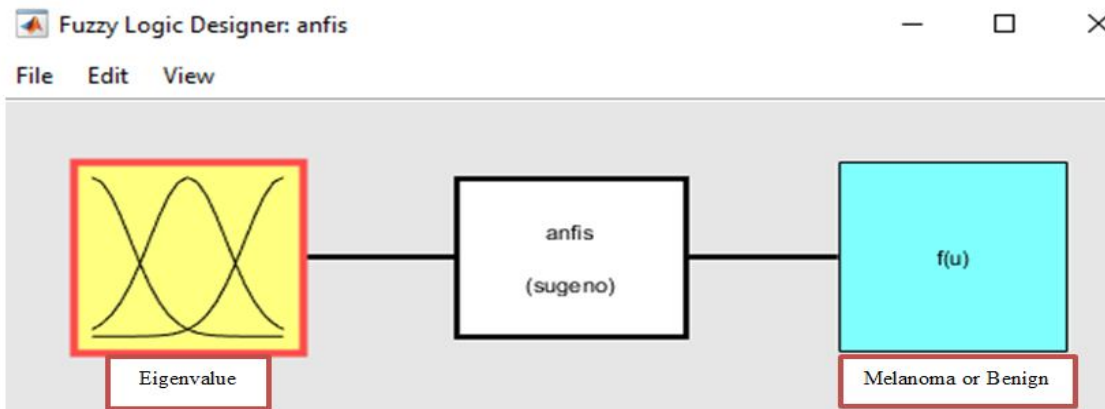 Fuzzy Logic Designer: anfis
File Edit View
anfis
(sugeno)
f(u)
Eigenvalue
Melanoma or Benign